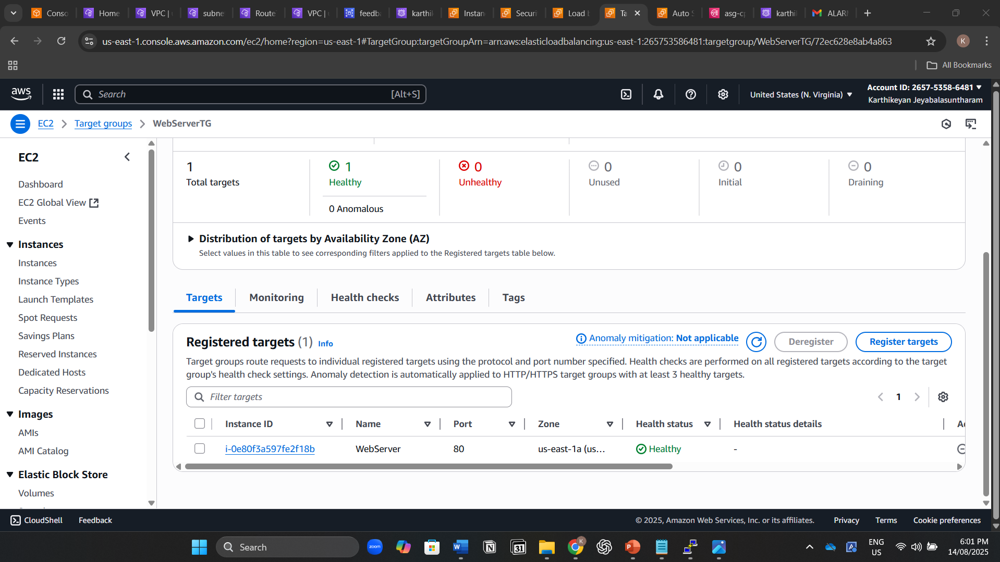 Conso
Home
VPC |
subne
Route
VPC |
feedba
karthik
Instan
Securi
Load b
Ta
Auto S
asg-cp
karthik
ALARM
us-east-1.console.aws.amazon.com/ec2/home?region=us-east-1#TargetGroup:targetGroupArn=arn:aws:elasticloadbalancing:us-east-1:265753586481:targetgroup/WebServerTG/72ec628e8ab4a863
K
All Bookmarks
aws
Search
[Alt+S]
United States (N. Virginia)
Account ID: 2657-5358-6481
Karthikeyan Jeyabalasuntharam
EC2
Target groups
WebServerTG
EC2
Dashboard
EC2 Global View
Events
Instances
Instances
Instance Types
Launch Templates
Spot Requests
Savings Plans
Reserved Instances
Dedicated Hosts
Capacity Reservations
Images
AMIs
AMI Catalog
Elastic Block Store
Volumes
1
Total targets
1
Healthy
0 Anomalous
0
Unhealthy
0
Unused
0
Initial
0
Draining
Distribution of targets by Availability Zone (AZ)
Select values in this table to see corresponding filters applied to the Registered targets table below.
Targets
Monitoring
Health checks
Attributes
Tags
Registered targets (1) Info
Anomaly mitigation: Not applicable
Deregister
Register targets
Target groups route requests to individual registered targets using the protocol and port number specified. Health checks are performed on all registered targets according to the target
group's health check settings. Anomaly detection is automatically applied to HTTP/HTTPS target groups with at least 3 healthy targets.
Filter targets
1
Instance ID
Name
Port
Zone
Health status
Health status details
i-0e80f3a597fe2f18b
WebServer
80
us-east-1a (us...
Healthy
-
CloudShell
Feedback
© 2025, Amazon Web Services, Inc. or its affiliates.
Privacy
Terms
Cookie preferences
Search
zoom
31
K
ENG
US
6:01 PM
14/08/2025